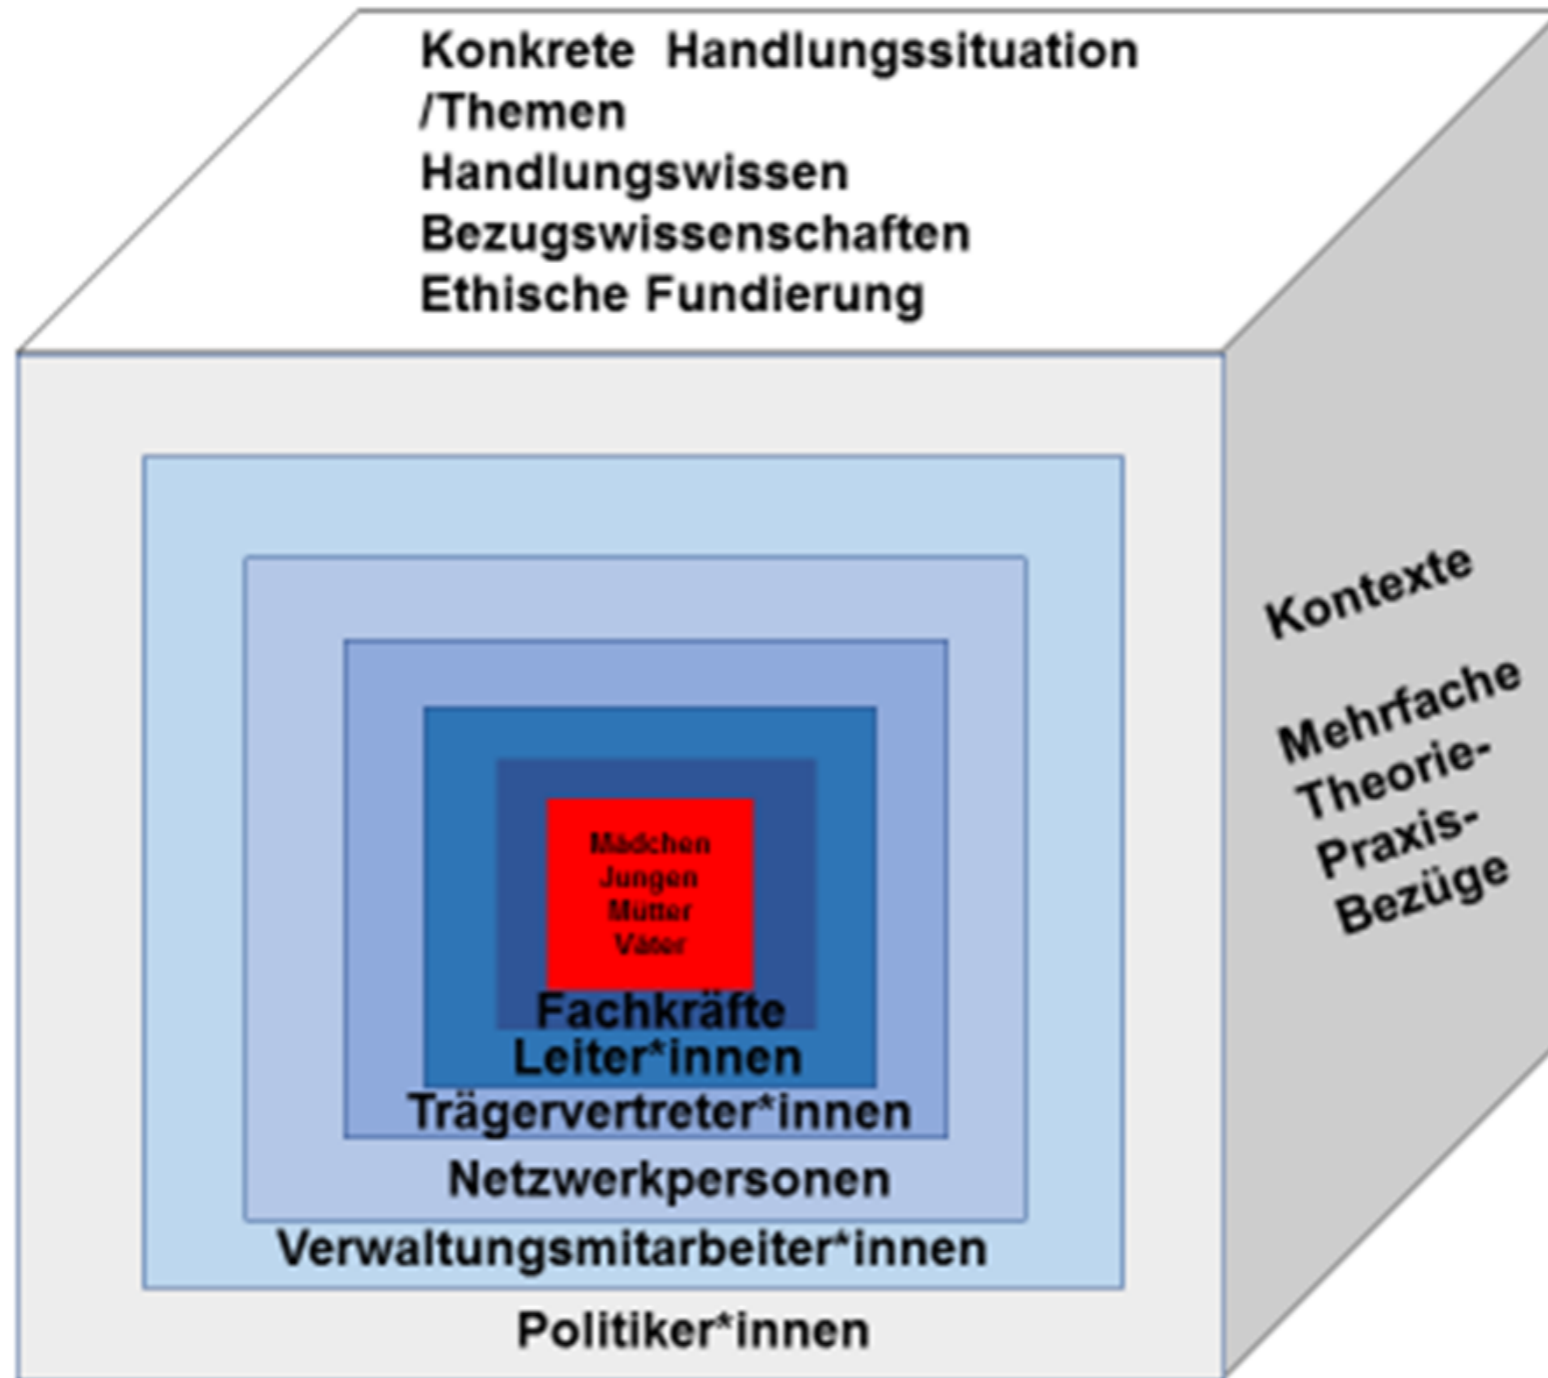 Konkrete Handlungssituation
/Themen
Handlungswissen
Bezugswissenschaften
Ethische Fundierung
Kontexte
Mehrfache
Theorie-
Praxis-
Bezüge
Mädchen
Jungen
Mütter
Väter
Fachkräfte
Leiter*innen
Trägervertreter*innen
Netzwerkpersonen
Verwaltungsmitarbeiter*innen
Politiker*innen